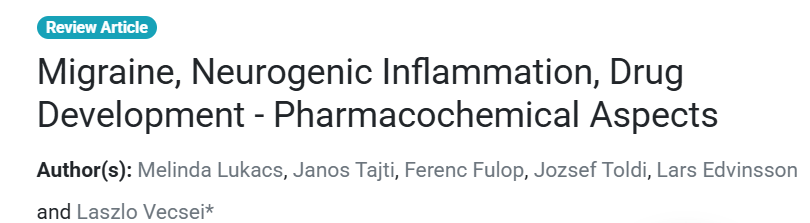 Review Article
Migraine, Neurogenic Inflammation, Drug
Development - Pharmacochemical Aspects
Author(s): Melinda Lukacs, Janos Tajti, Ferenc Fulop, Jozsef Toldi, Lars Edvinsson
and Laszlo Vecsei*